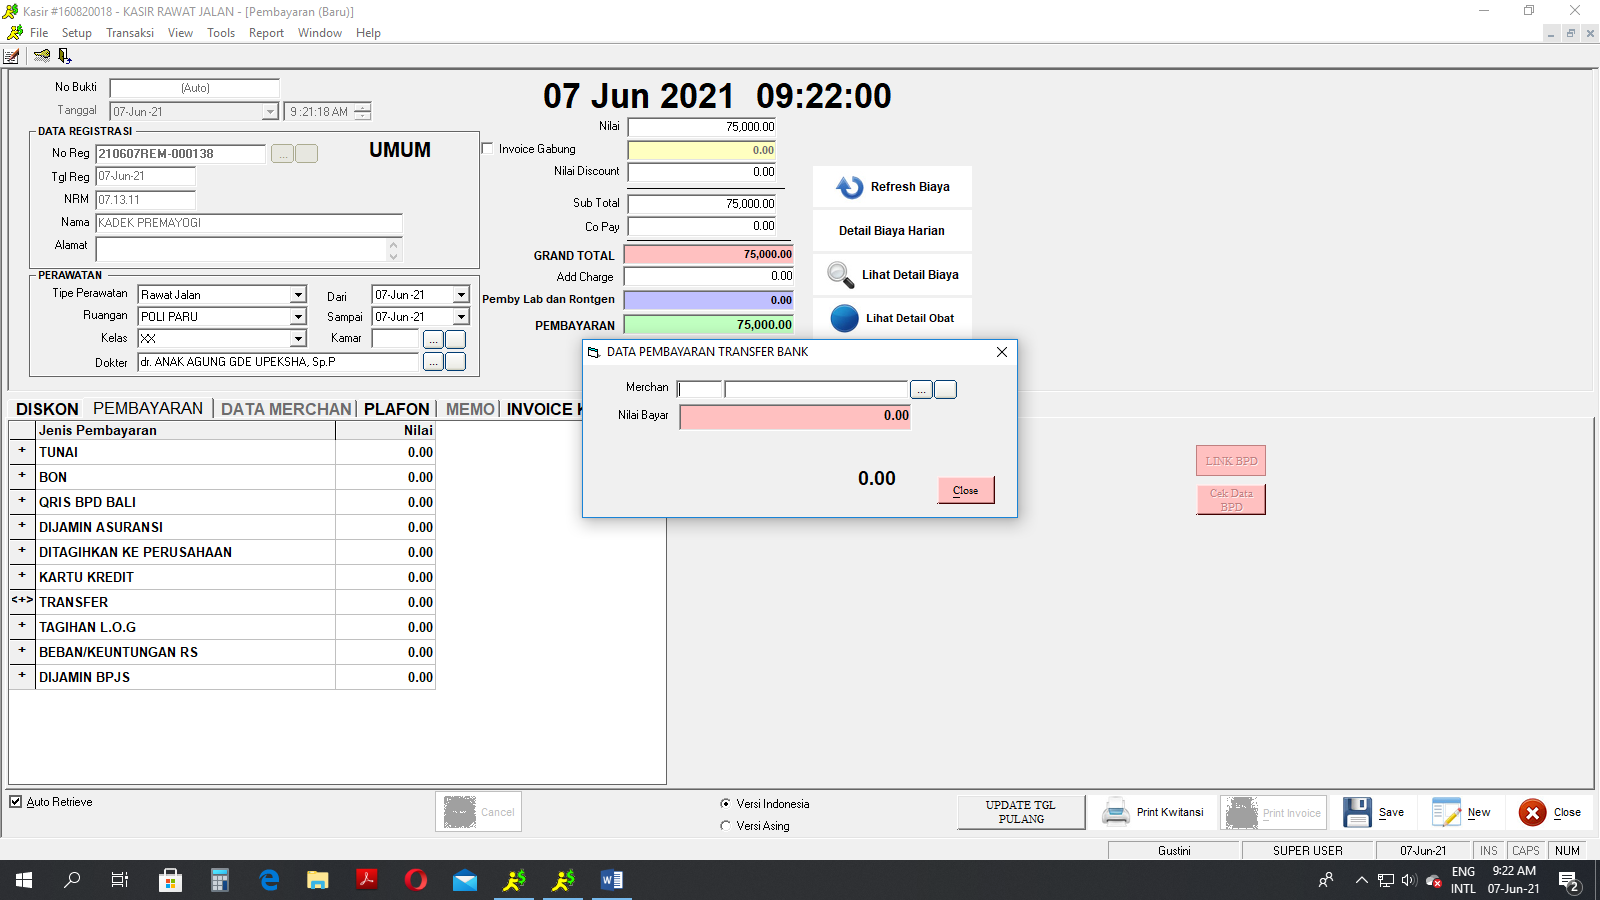 Kasir #160820018 - KASIR RAWAT JALAN - [Pembayaran (Baru)]
File Setup Transaksi View Tools Report Window Help
No Bukti (Auto)
Tanggal 07-Jun-21 9:21:18 AM
07 Jun 2021 09:22:00
DATA REGISTRASI
No Reg 210607REM-000138 ... UMUM
Tgl Reg 07-Jun-21
NRM 07.13.11
Nama KADEK PREMAYOGI
Alamat
PERAWATAN
Tipe Perawatan Rawat Jalan Dari 07-Jun-21
Ruangan POLI PARU Sampai 07-Jun-21
Kelas XX Kamar ...
Dokter dr. ANAK AGUNG GDE UPEKSHA, Sp.P ...
Nilai 75,000.00
Invoice Gabung 0.00
Nilai Discount 0.00
Sub Total 75,000.00
Co Pay 0.00
GRAND TOTAL 75,000.00
Add Charge 0.00
Pemby Lab dan Rontgen 0.00
PEMBAYARAN 75,000.00
Refresh Biaya
Detail Biaya Harian
Lihat Detail Biaya
Lihat Detail Obat
DATA PEMBAYARAN TRANSFER BANK
Merchan ...
Nilai Bayar 0.00
0.00
Close
DISKON PEMBAYARAN DATA MERCHAN PLAFON MEMO INVOICE K
Jenis Pembayaran Nilai
+ TUNAI 0.00
+ BON 0.00
+ QRIS BPD BALI 0.00
+ DIJAMIN ASURANSI 0.00
+ DITAGIHKAN KE PERUSAHAAN 0.00
+ KARTU KREDIT 0.00
<+> TRANSFER 0.00
+ TAGIHAN L.O.G 0.00
+ BEBAN/KEUNTUNGAN RS 0.00
+ DIJAMIN BPJS 0.00
LINK BPD
Cek Data
BPD
Auto Retrieve
Cancel
Versi Indonesia
Versi Asing
UPDATE TGL
PULANG
Print Kwitansi
Print Invoice
Save
New
Close
Gustini SUPER USER 07-Jun-21 INS CAPS NUM
ENG
INTL
9:22 AM
07-Jun-21
2